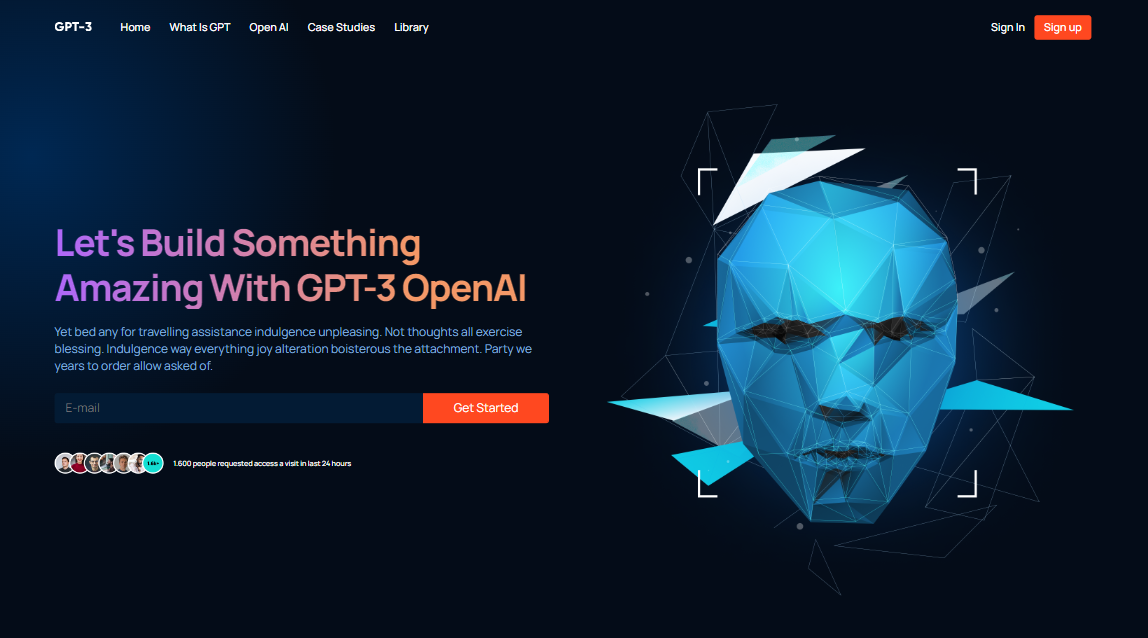 GPT-3
Home
What Is GPT
Open AI
Case Studies
Library
Sign In
Sign up
Let's Build Something
Amazing With GPT-3 OpenAI
Yet bed any for travelling assistance indulgence unpleasing. Not thoughts all exercise
blessing. Indulgence way everything joy alteration boisterous the attachment. Party we
years to order allow asked of.
E-mail
Get Started
1.6k+
1.600 people requested access a visit in last 24 hours